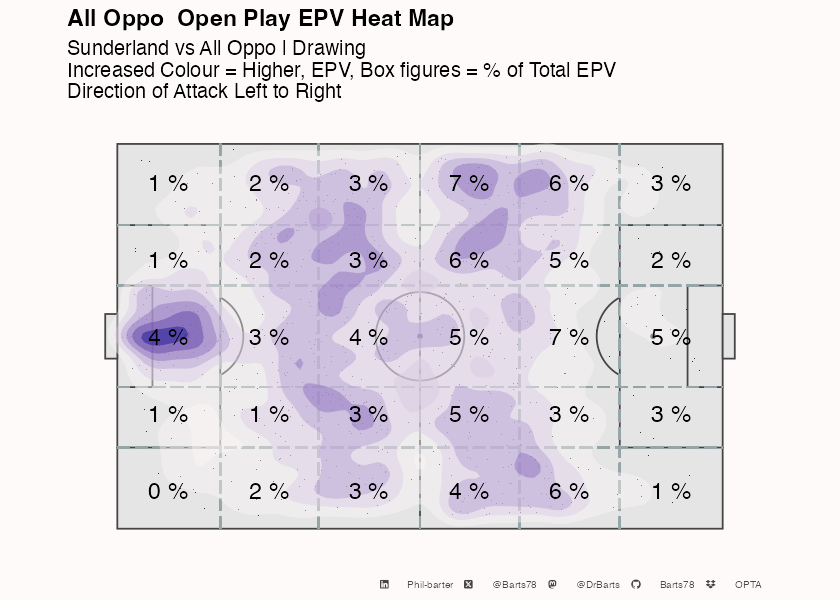 All Oppo  Open Play EPV Heat Map
Sunderland vs All Oppo | Drawing
Increased Colour = Higher, EPV, Box figures = % of Total EPV
Direction of Attack Left to Right
1 % 2 % 3 % 7 % 6 % 3 %
1 % 2 % 3 % 6 % 5 % 2 %
4 % 3 % 4 % 5 % 7 % 5 %
1 % 1 % 3 % 5 % 3 % 3 %
0 % 2 % 3 % 4 % 6 % 1 %
Phil-barter @Barts78 @DrBarts Barts78 OPTA